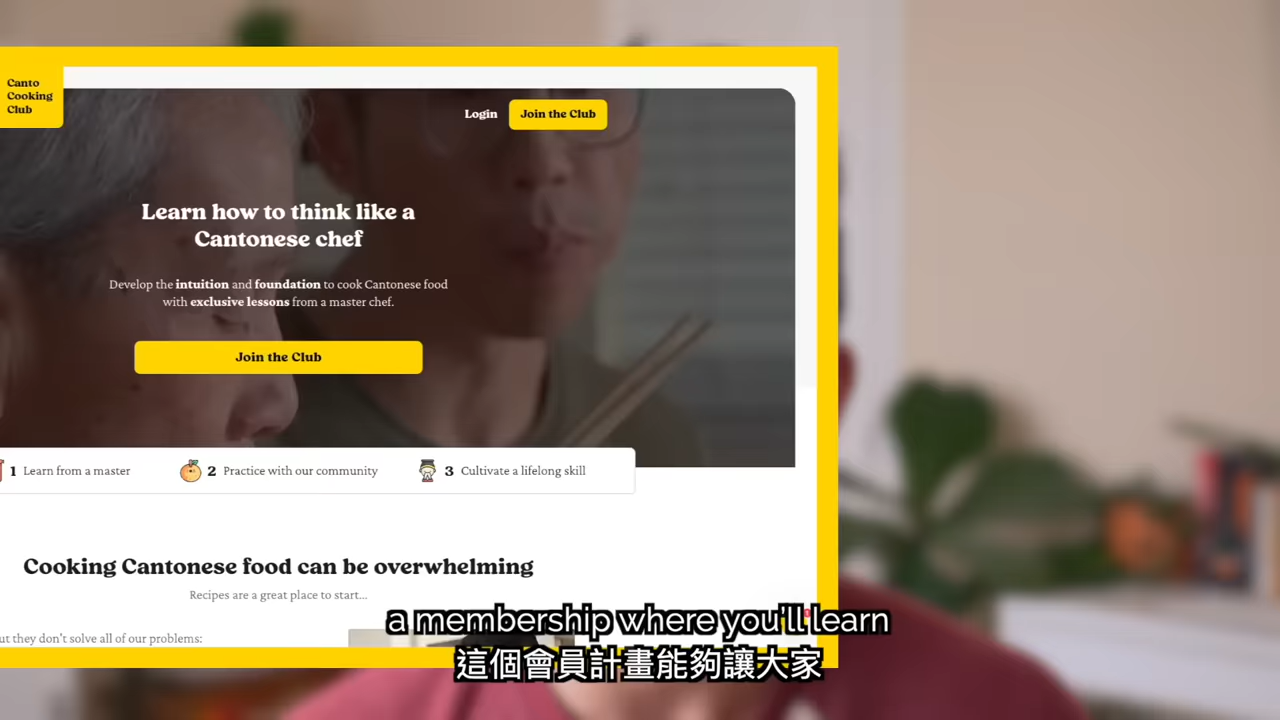 Canto
Cooking
Club
Login
Join the Club
Learn how to think like a
Cantonese chef
Develop the intuition and foundation to cook Cantonese food
with exclusive lessons from a master chef.
Join the Club
1 Learn from a master
2 Practice with our community
3 Cultivate a lifelong skill
Cooking Cantonese food can be overwhelming
Recipes are a great place to start...
ut they don't solve all of our problems:
a membership where you'll learn
這個會員計畫能夠讓大家